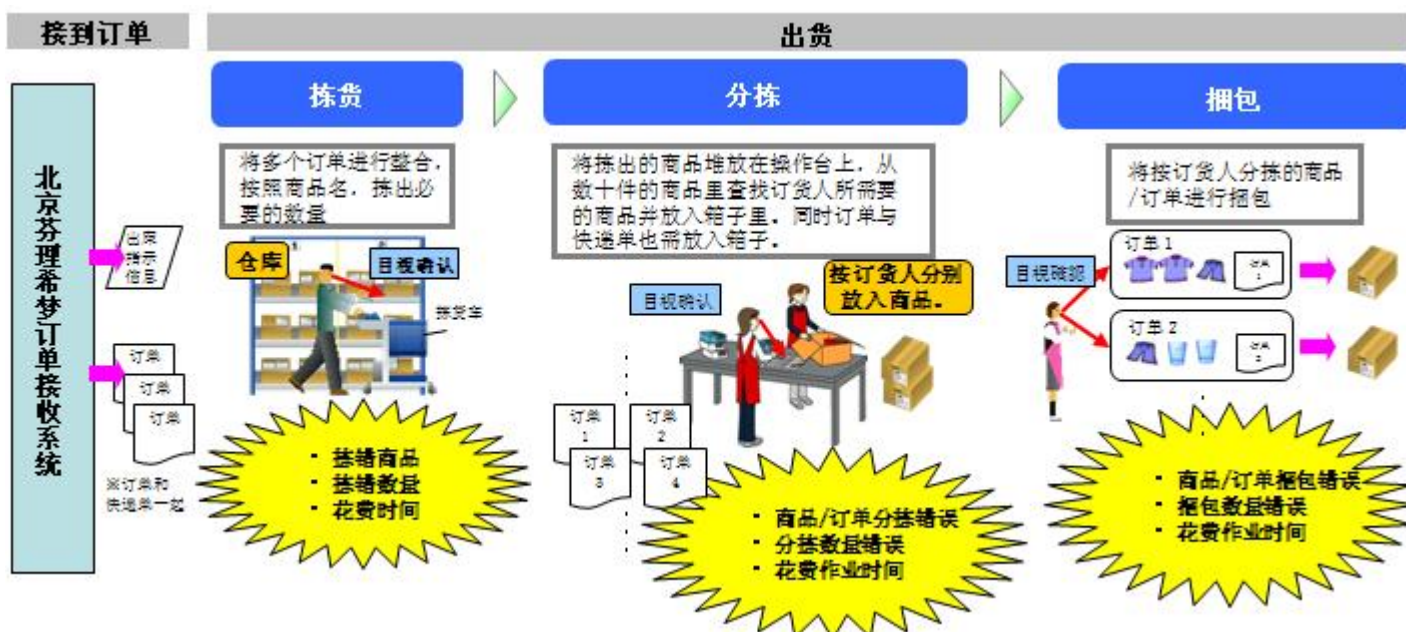 接到订单
出货
北京芬理希梦订单接收系统
出库
指示
信息
订单
订单
订单
※订单和
快递单一起
拣货
将多个订单进行整合，
按照商品名，拣出必
要的数量
仓库
目视确认
拣货车
· 拣错商品
· 拣错数量
· 花费时间
分拣
将拣出的商品堆放在操作台上，从
数十件的商品里查找订货人所需要
的商品并放入箱子里。同时订单与
快递单也需放入箱子。
目视确认
按订货人分别
放入商品。
订单
1
订单
2
订单
3
订单
4
· 商品/订单分拣错误
· 分拣数量错误
· 花费作业时间
捆包
将按订货人分拣的商品
/订单进行捆包
目视確認
订单 1
订单
1
订单 2
订单
2
· 商品/订单捆包错误
· 捆包数量错误
· 花费作业时间